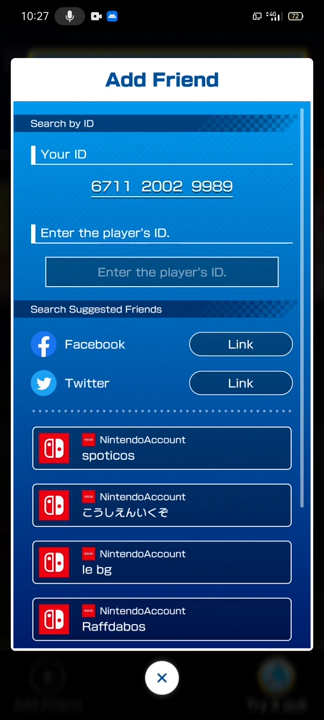 10:27
72
Add Friend
Search by ID
Your ID
6711 2002 9989
Enter the player's ID.
Enter the player's ID.
Search Suggested Friends
Facebook
Link
Twitter
Link
NintendoAccount
spoticos
NintendoAccount
こうしえんいくぞ
NintendoAccount
le bg
NintendoAccount
Raffdabos
Add Friend